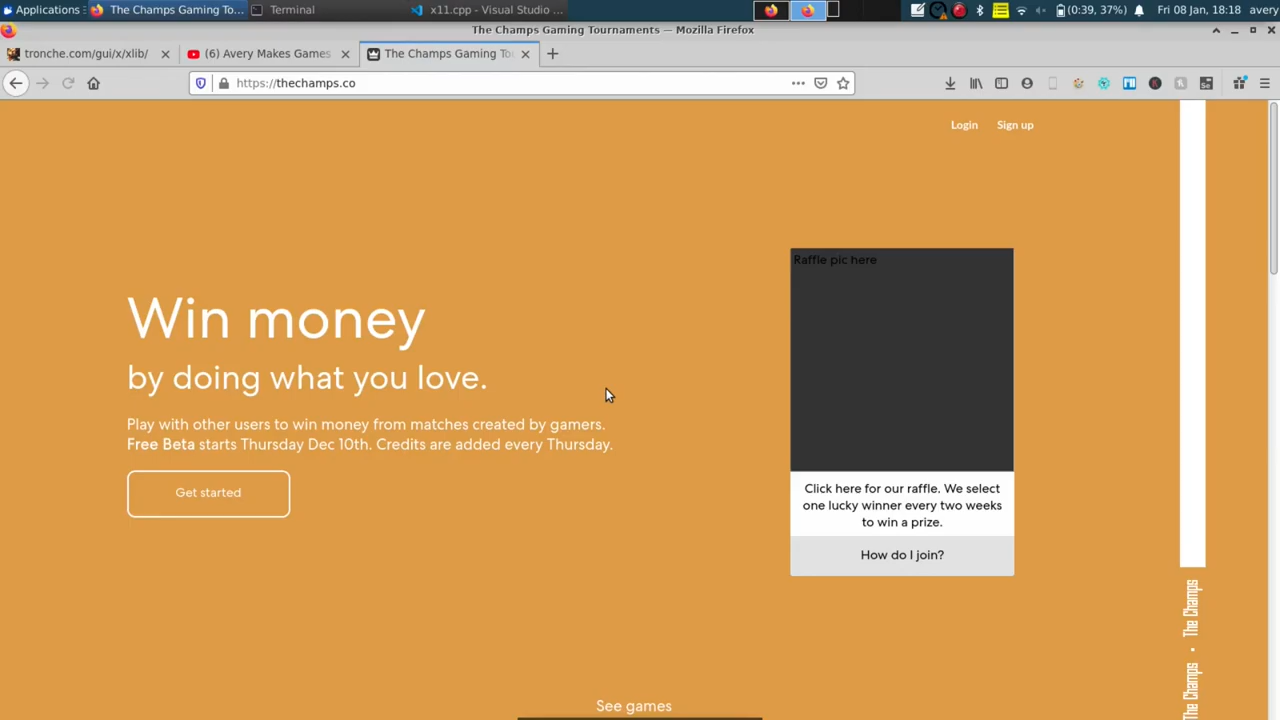 Applications
The Champs Gaming To...
Terminal
x11.cpp - Visual Studio ...
(0:39, 37%)
Fri 08 Jan, 18:18
avery
The Champs Gaming Tournaments — Mozilla Firefox
tronche.com/gui/x/xlib/
(6) Avery Makes Games
The Champs Gaming To
https://thechamps.co
Login
Sign up
Raffle pic here
Win money
by doing what you love.
Play with other users to win money from matches created by gamers.
Free Beta starts Thursday Dec 10th. Credits are added every Thursday.
Get started
Click here for our raffle. We select
one lucky winner every two weeks
to win a prize.
How do I join?
The Champs • The Champs
See games